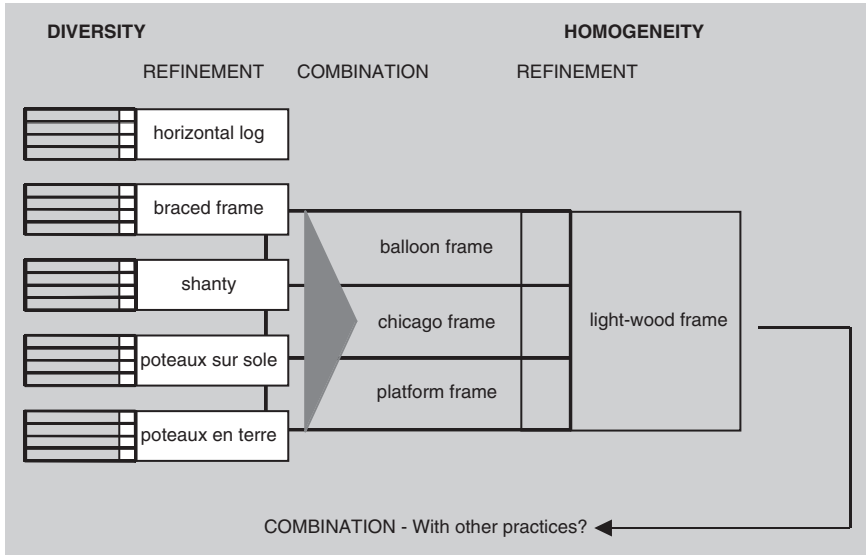 DIVERSITY HOMOGENEITY
REFINEMENT COMBINATION REFINEMENT
horizontal log
braced frame
balloon frame
shanty
chicago frame
light-wood frame
poteaux sur sole
platform frame
poteaux en terre
COMBINATION - With other practices?